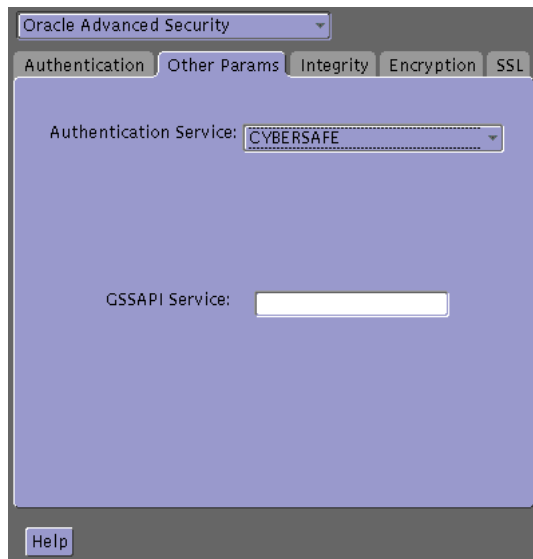 Oracle Advanced Security
Authentication Other Params Integrity Encryption SSL
Authentication Service: CYBERSAFE
GSSAPI Service:
Help